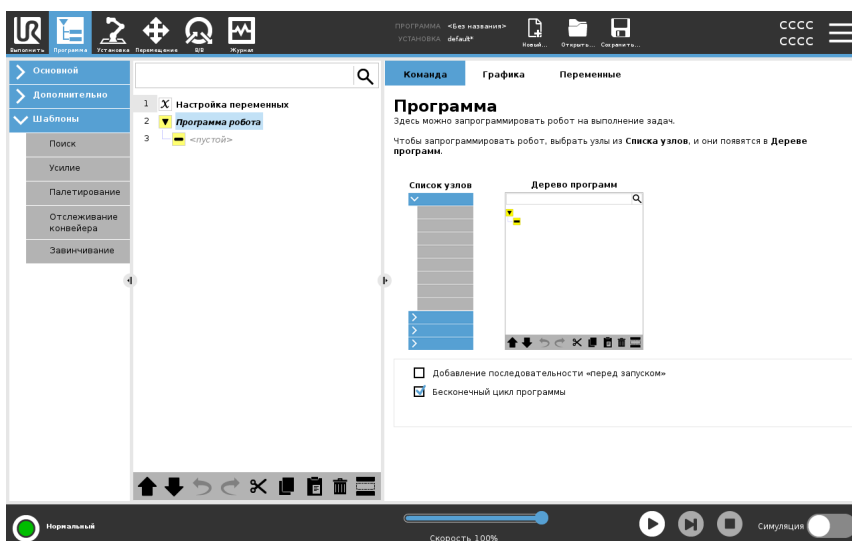 ПРОГРАММА <Без названия>
УСТАНОВКА default*
CCCC
CCCC
UR
Выполнить
Программа
Установка
Перемещение
В/В
Журнал
Новый...
Открыть...
Сохранить...
Основной
Дополнительно
Шаблоны
Поиск
Усилие
Палетирование
Отслеживание
конвейера
Завинчивание
1 X Настройка переменных
2 Программа робота
3 <пустой>
Команда
Графика
Переменные
Программа
Здесь можно запрограммировать робот на выполнение задач.
Чтобы запрограммировать робот, выбрать узлы из Списка узлов, и они появятся в Дереве
программ.
Список узлов
Дерево программ
Добавление последовательности «перед запуском»
Бесконечный цикл программы
Нормальный
Скорость 100%
Симуляция